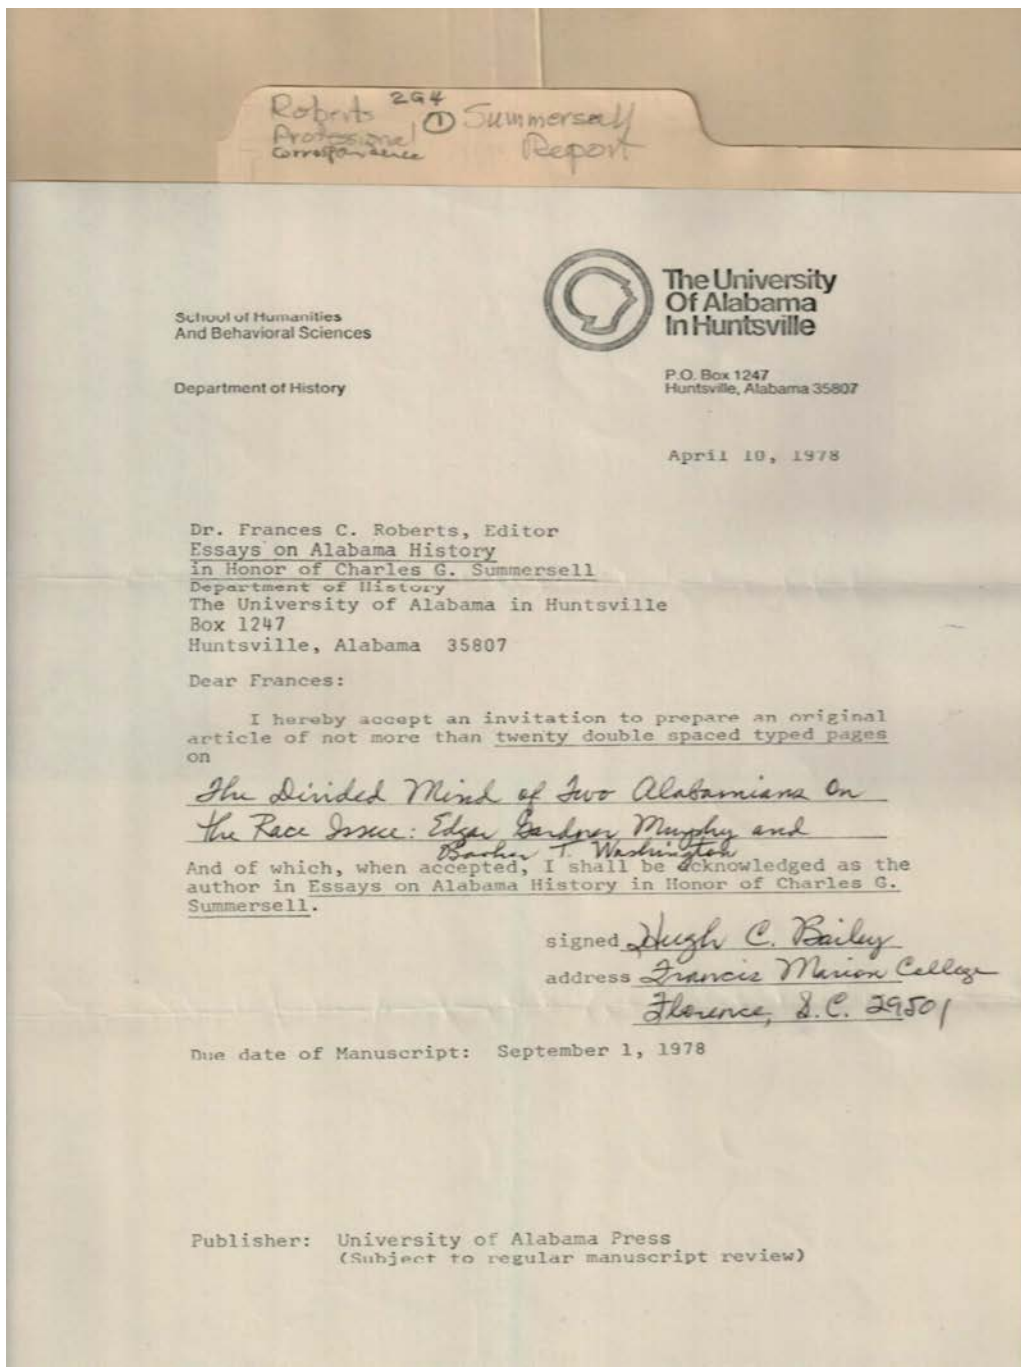 Roberts 2G4 ① Summersell
Professional Report
Correspondence
School of Humanities
And Behavioral Sciences
Department of History
The University
Of Alabama
In Huntsville
P.O. Box 1247
Huntsville, Alabama 35807
April 10, 1978
Dr. Frances C. Roberts, Editor
Essays on Alabama History
in Honor of Charles G. Summersell
Department of History
The University of Alabama in Huntsville
Box 1247
Huntsville, Alabama 35807
Dear Frances:
I hereby accept an invitation to prepare an original
article of not more than twenty double spaced typed pages
on
The Divided Mind of Two Alabamians On
the Race Issue: Edgar Gardner Murphy and
Booker T. Washington
And of which, when accepted, I shall be acknowledged as the
author in Essays on Alabama History in Honor of Charles G.
Summersell.
signed Hugh C. Bailey
address Francis Marion College
Florence, S.C. 29501
Due date of Manuscript: September 1, 1978
Publisher: University of Alabama Press
(Subject to regular manuscript review)